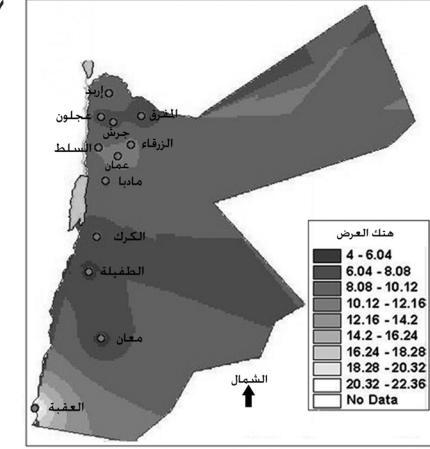 إربد
عجلون
المفرق
جرش
السلط
الزرقاء
عمان
مادبا
الكرك
الطفيلة
معان
العقبة
الشمال
هتك العرض
4 - 6.04
6.04 - 8.08
8.08 - 10.12
10.12 - 12.16
12.16 - 14.2
14.2 - 16.24
16.24 - 18.28
18.28 - 20.32
20.32 - 22.36
No Data